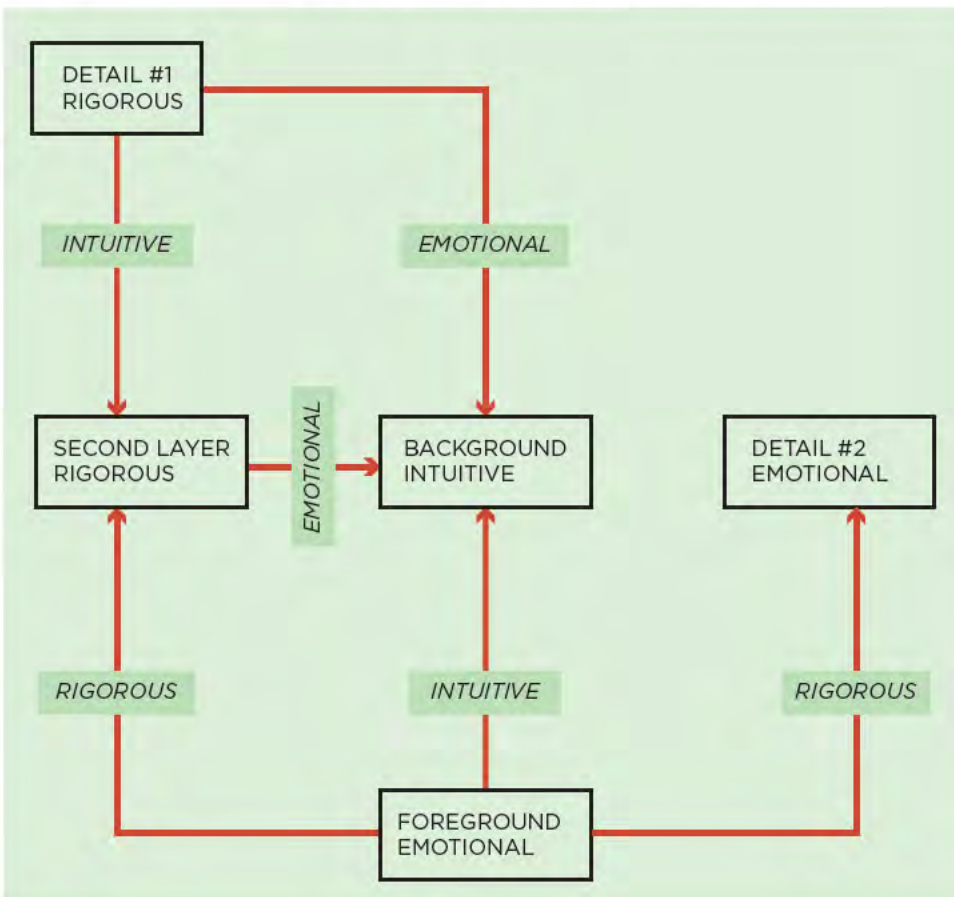 DETAIL #1
RIGOROUS
INTUITIVE
EMOTIONAL
SECOND LAYER
RIGOROUS
EMOTIONAL
BACKGROUND
INTUITIVE
DETAIL #2
EMOTIONAL
RIGOROUS
INTUITIVE
RIGOROUS
FOREGROUND
EMOTIONAL